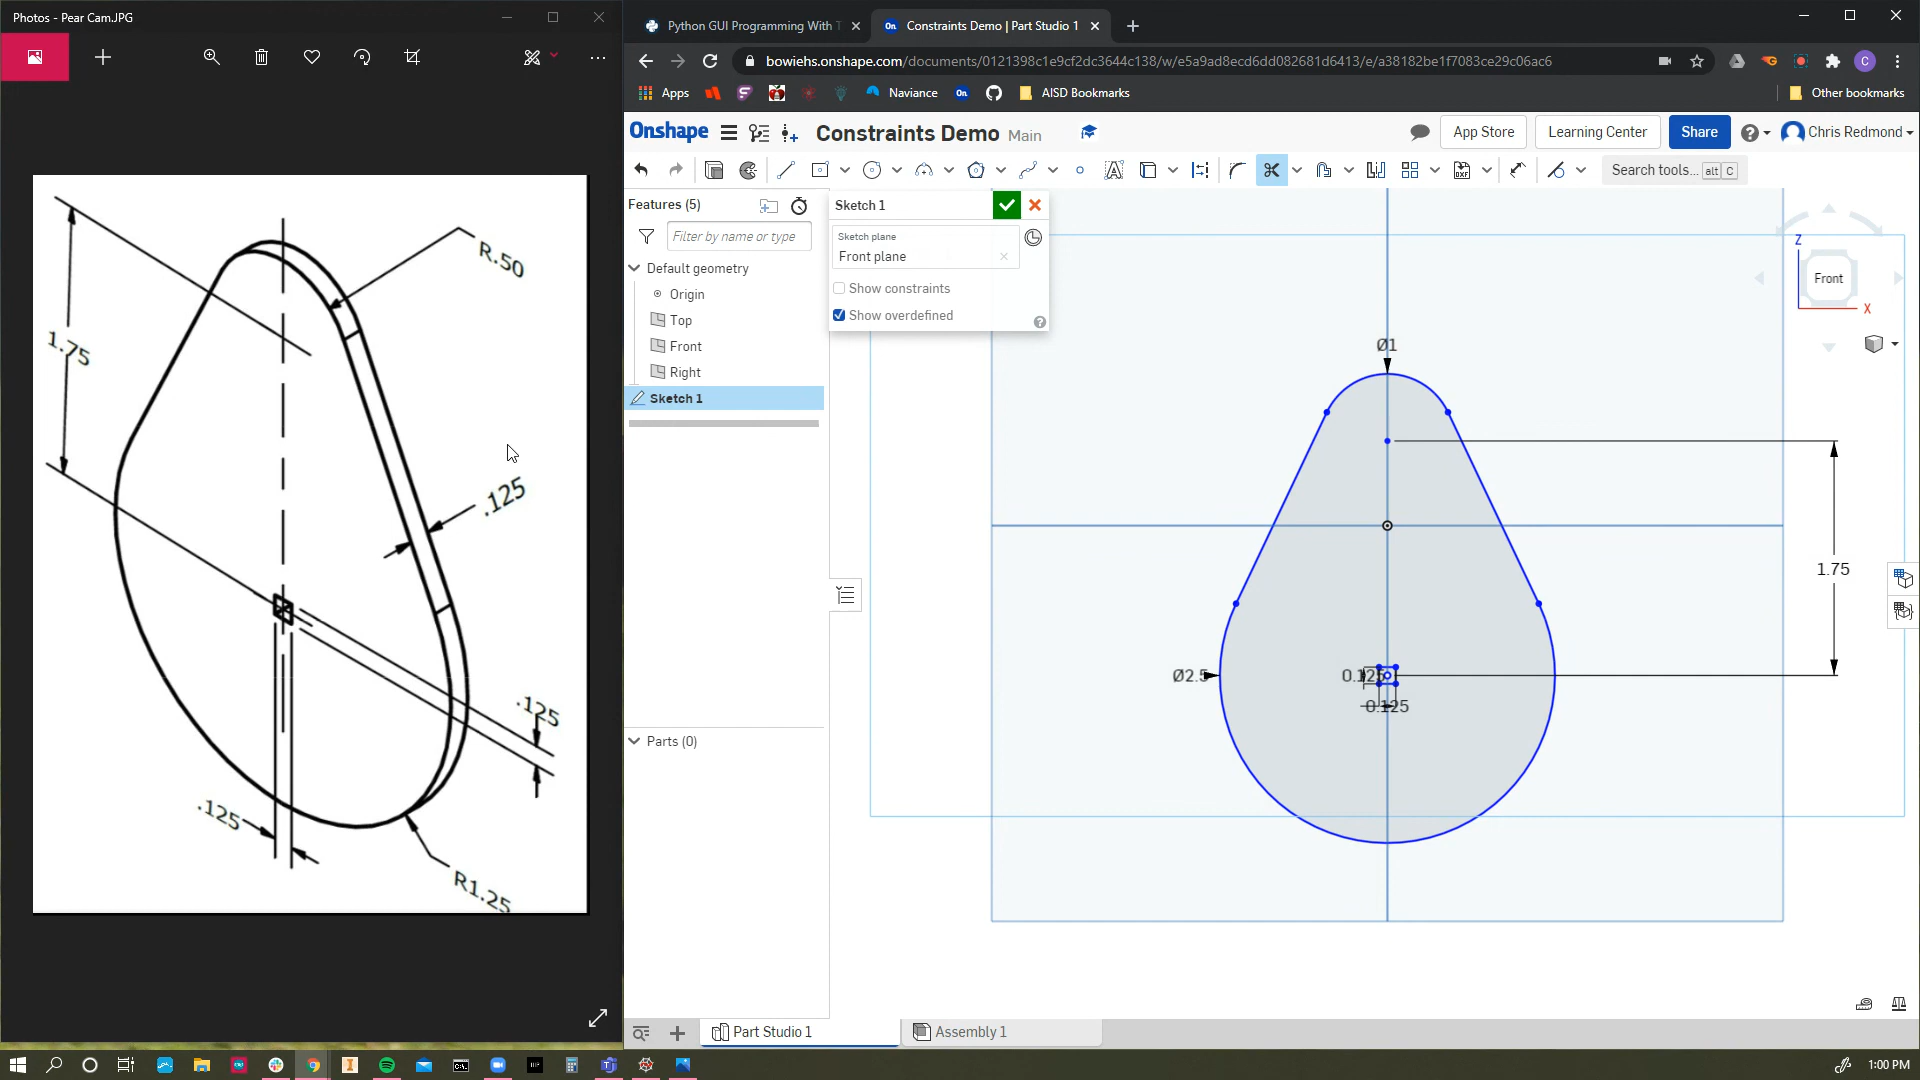 Photos - Pear Cam.JPG
R.50
1.75
.125
.125
.125
R1.25
Python GUI Programming With T
Constraints Demo | Part Studio 1
bowiehs.onshape.com/documents/0121398c1e9cf2dc3644c138/w/e5a9ad8ecd6dd082681d6413/e/a38182be1f7083ce29c06ac6
C
Apps
Naviance
On
AISD Bookmarks
Other bookmarks
Onshape
Constraints Demo Main
App Store
Learning Center
Share
Chris Redmond
Search tools... alt C
Features (5)
Filter by name or type
Default geometry
Origin
Top
Front
Right
Sketch 1
Parts (0)
Sketch 1
Sketch plane
Front plane
Show constraints
Show overdefined
Z
Front
X
Ø1
1.75
Ø2.5
0.125
0.125
Part Studio 1
Assembly 1
1:00 PM